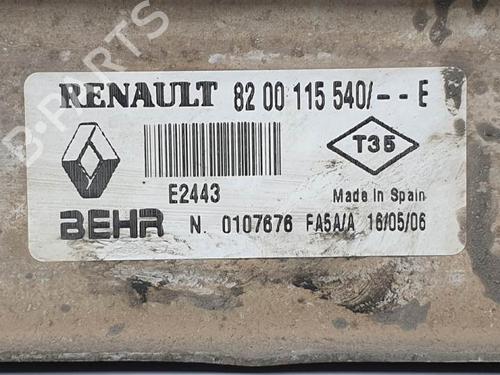 RENAULT 82 00 115 540/--E
T35
E2443
Made in Spain
BEHR N. 0107676 FA5A/A 16/05/06
B-PARTS